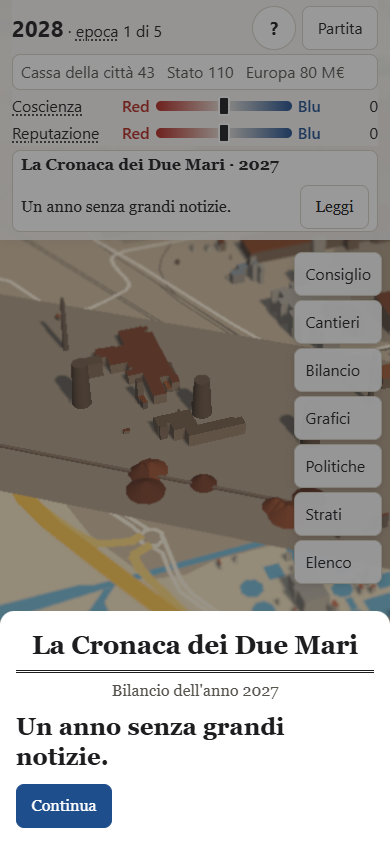 2028 · epoca 1 di 5
?
Partita
Cassa della città 43 Stato 110 Europa 80 M€
Coscienza Red Blu 0
Reputazione Red Blu 0
La Cronaca dei Due Mari · 2027
Un anno senza grandi notizie.
Leggi
Consiglio
Cantieri
Bilancio
Grafici
Politiche
Strati
Elenco
La Cronaca dei Due Mari
Bilancio dell'anno 2027
Un anno senza grandi
notizie.
Continua